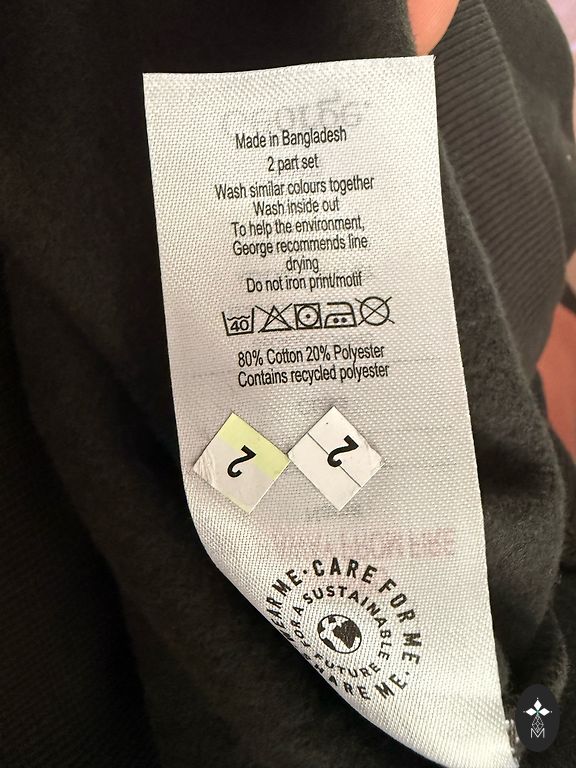 Made in Bangladesh
2 part set
Wash similar colours together
Wash inside out
To help the environment,
George recommends line
drying
Do not iron print/motif
40
80% Cotton 20% Polyester
Contains recycled polyester
2
2
CARE FOR ME · ME ·
FOR A SUSTAINABLE FUTURE
M